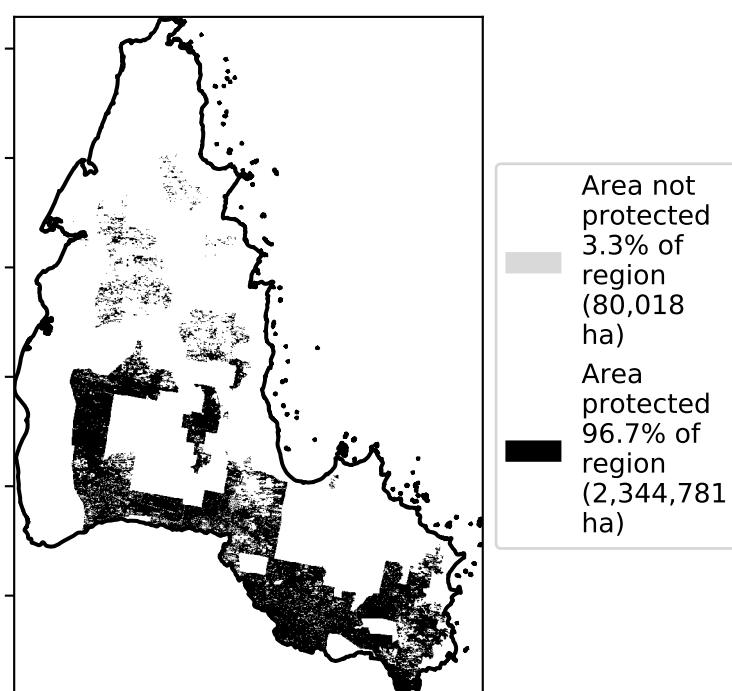 Area not
protected
3.3% of
region
(80,018
ha)
Area
protected
96.7% of
region
(2,344,781
ha)